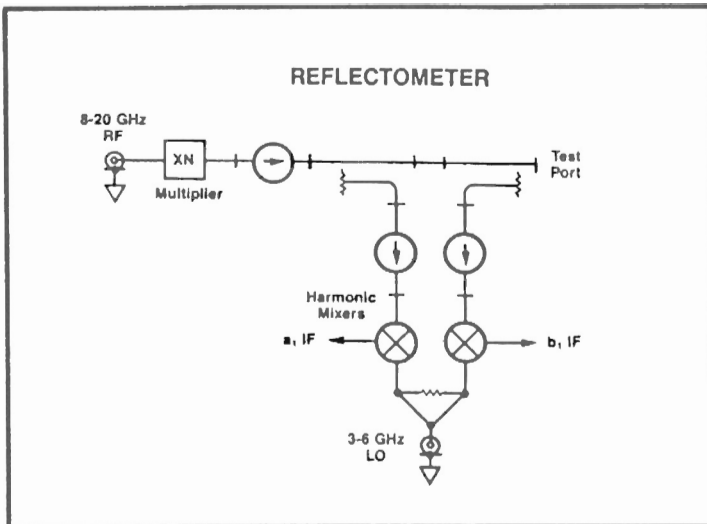 REFLECTOMETER
8-20 GHz
RF
XN
Multiplier
Test
Port
Harmonic
Mixers
a₁ IF
b₁ IF
3-6 GHz
LO